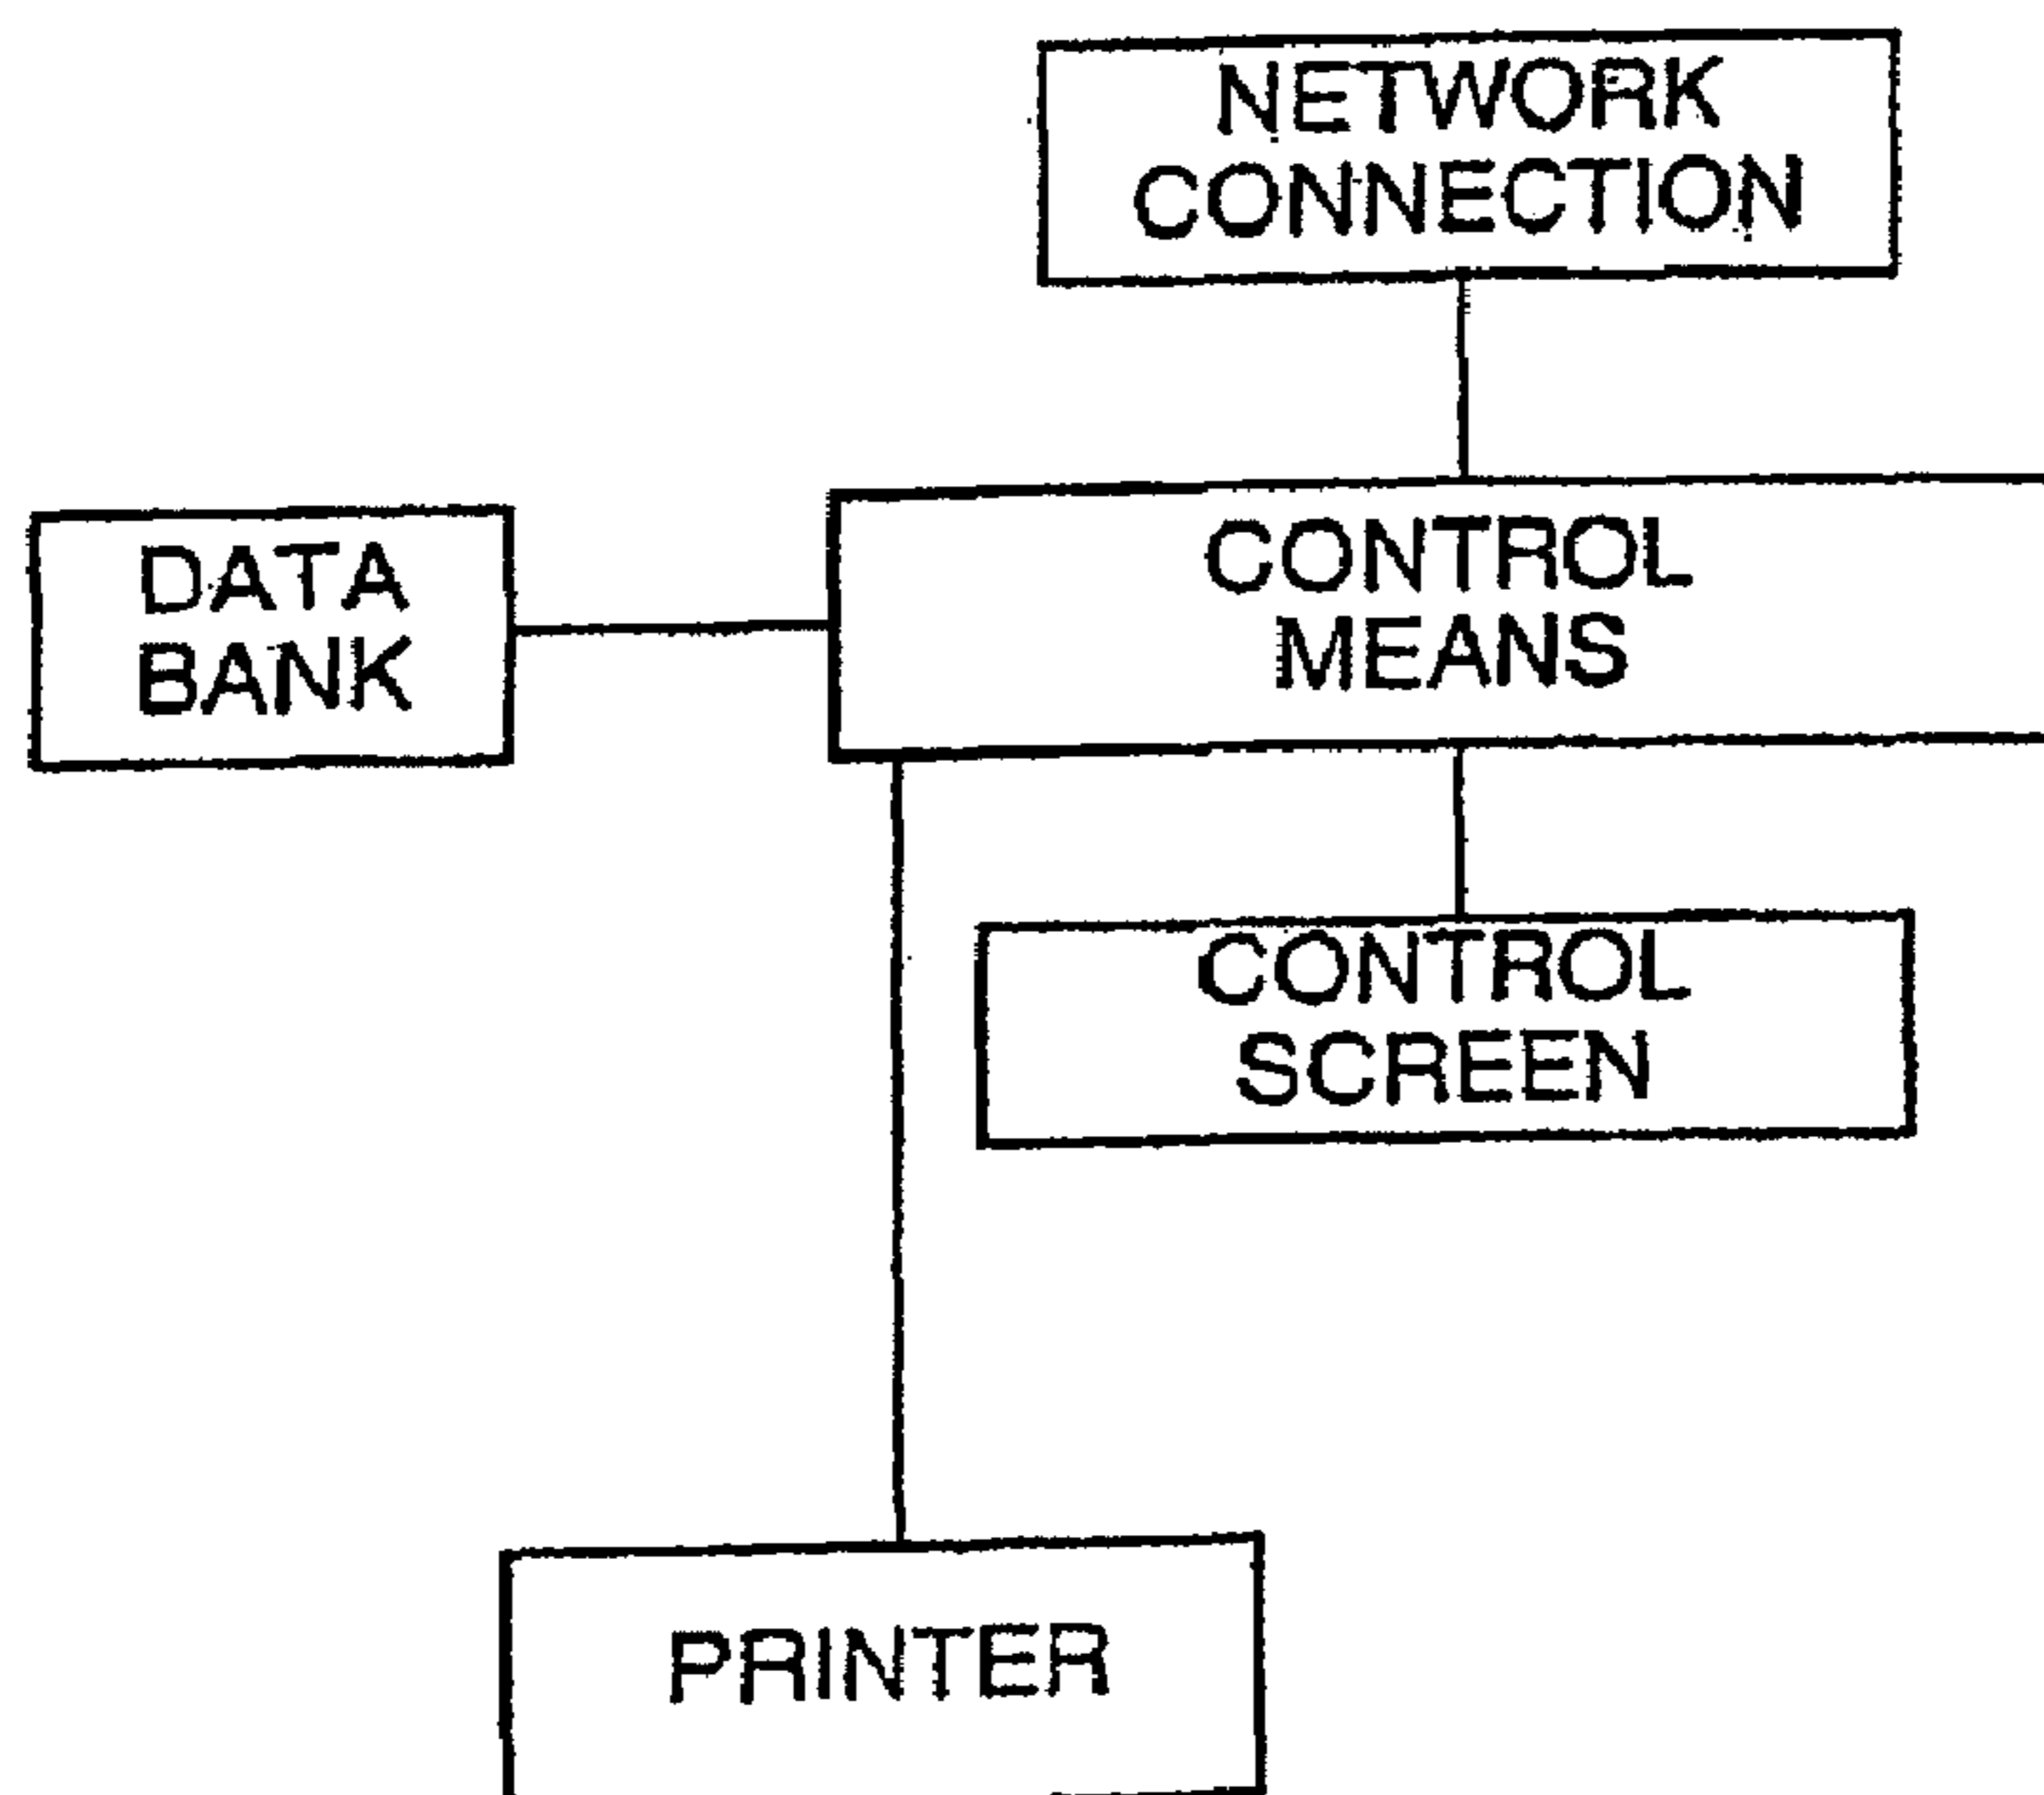 NETWORK
CONNECTION
DATA
BANK
CONTROL
MEANS
CONTROL
SCREEN
PRINTER